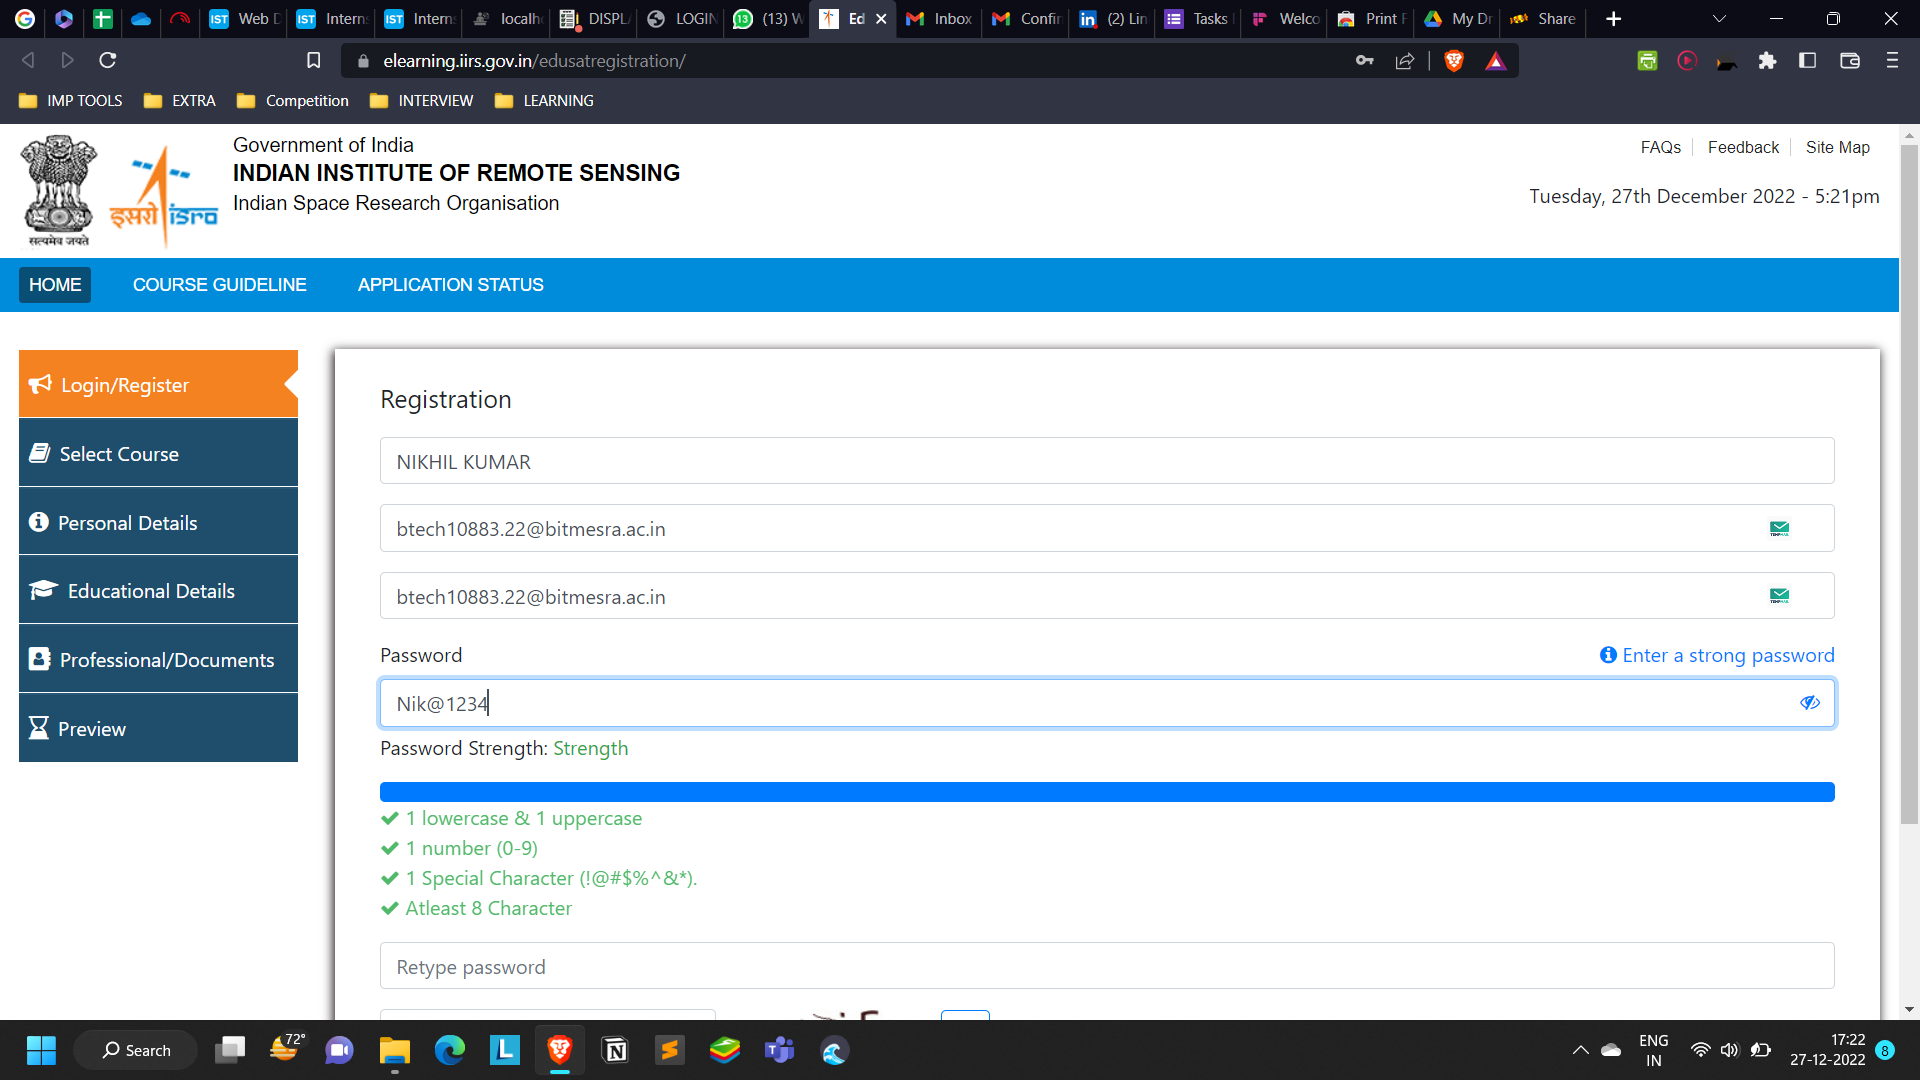 Web D
Intern
Intern
localh
DISPL
LOGIN
(13) W
Ed
Inbox
Confir
(2) Lin
Tasks
Welco
Print F
My Dr
Share
elearning.iirs.gov.in/edusatregistration/
IMP TOOLS
EXTRA
Competition
INTERVIEW
LEARNING
सत्यमेव जयते
इसरो isro
Government of India
INDIAN INSTITUTE OF REMOTE SENSING
Indian Space Research Organisation
FAQs
Feedback
Site Map
Tuesday, 27th December 2022 - 5:21pm
HOME
COURSE GUIDELINE
APPLICATION STATUS
Login/Register
Select Course
Personal Details
Educational Details
Professional/Documents
Preview
Registration
NIKHIL KUMAR
btech10883.22@bitmesra.ac.in
btech10883.22@bitmesra.ac.in
Password
Enter a strong password
Nik@1234
Password Strength: Strength
1 lowercase & 1 uppercase
1 number (0-9)
1 Special Character (!@#$%^&*).
Atleast 8 Character
Retype password
72°
Search
ENG
IN
17:22
27-12-2022
8